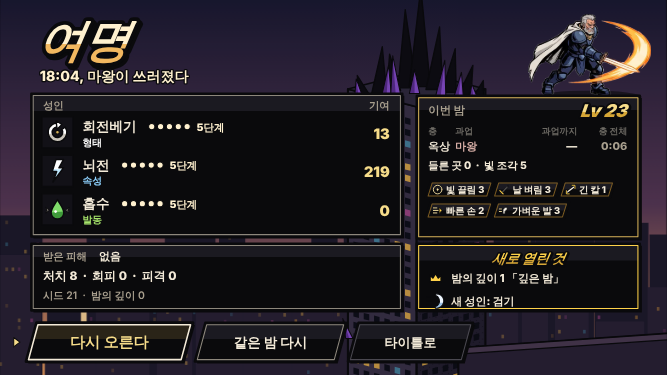 여명
18:04, 마왕이 쓰러졌다
성인 기여
회전베기 5단계 13
형태
뇌전 5단계 219
속성
흡수 5단계 0
발동
받은 피해 없음
처치 8 · 회피 0 · 피격 0
시드 21 · 밤의 깊이 0
이번 밤 Lv 23
층 과업 과업까지 층 전체
옥상 마왕 — 0:06
들른 곳 0 · 빛 조각 5
빛 끌림 3 날 벼림 3 긴 칼 1
빠른 손 2 가벼운 발 3
새로 열린 것
밤의 깊이 1 「깊은 밤」
새 성인: 검기
다시 오른다 같은 밤 다시 타이틀로